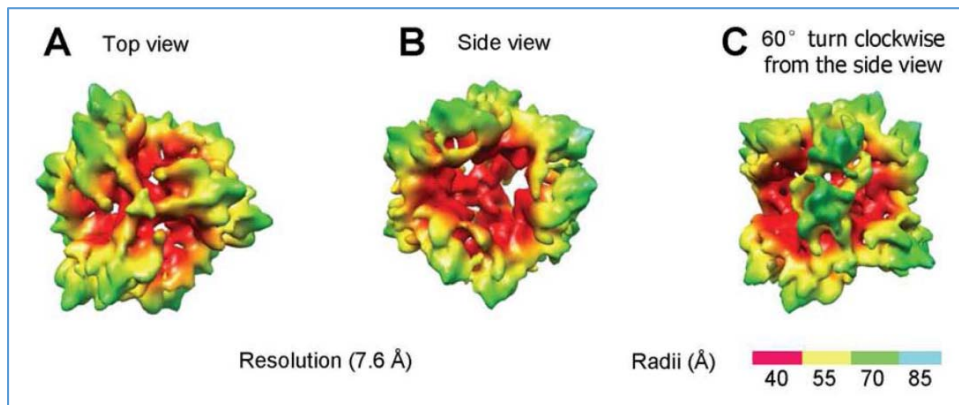 A Top view
B Side view
C 60° turn clockwise
from the side view
Resolution (7.6 Å)
Radii (Å)
40 55 70 85